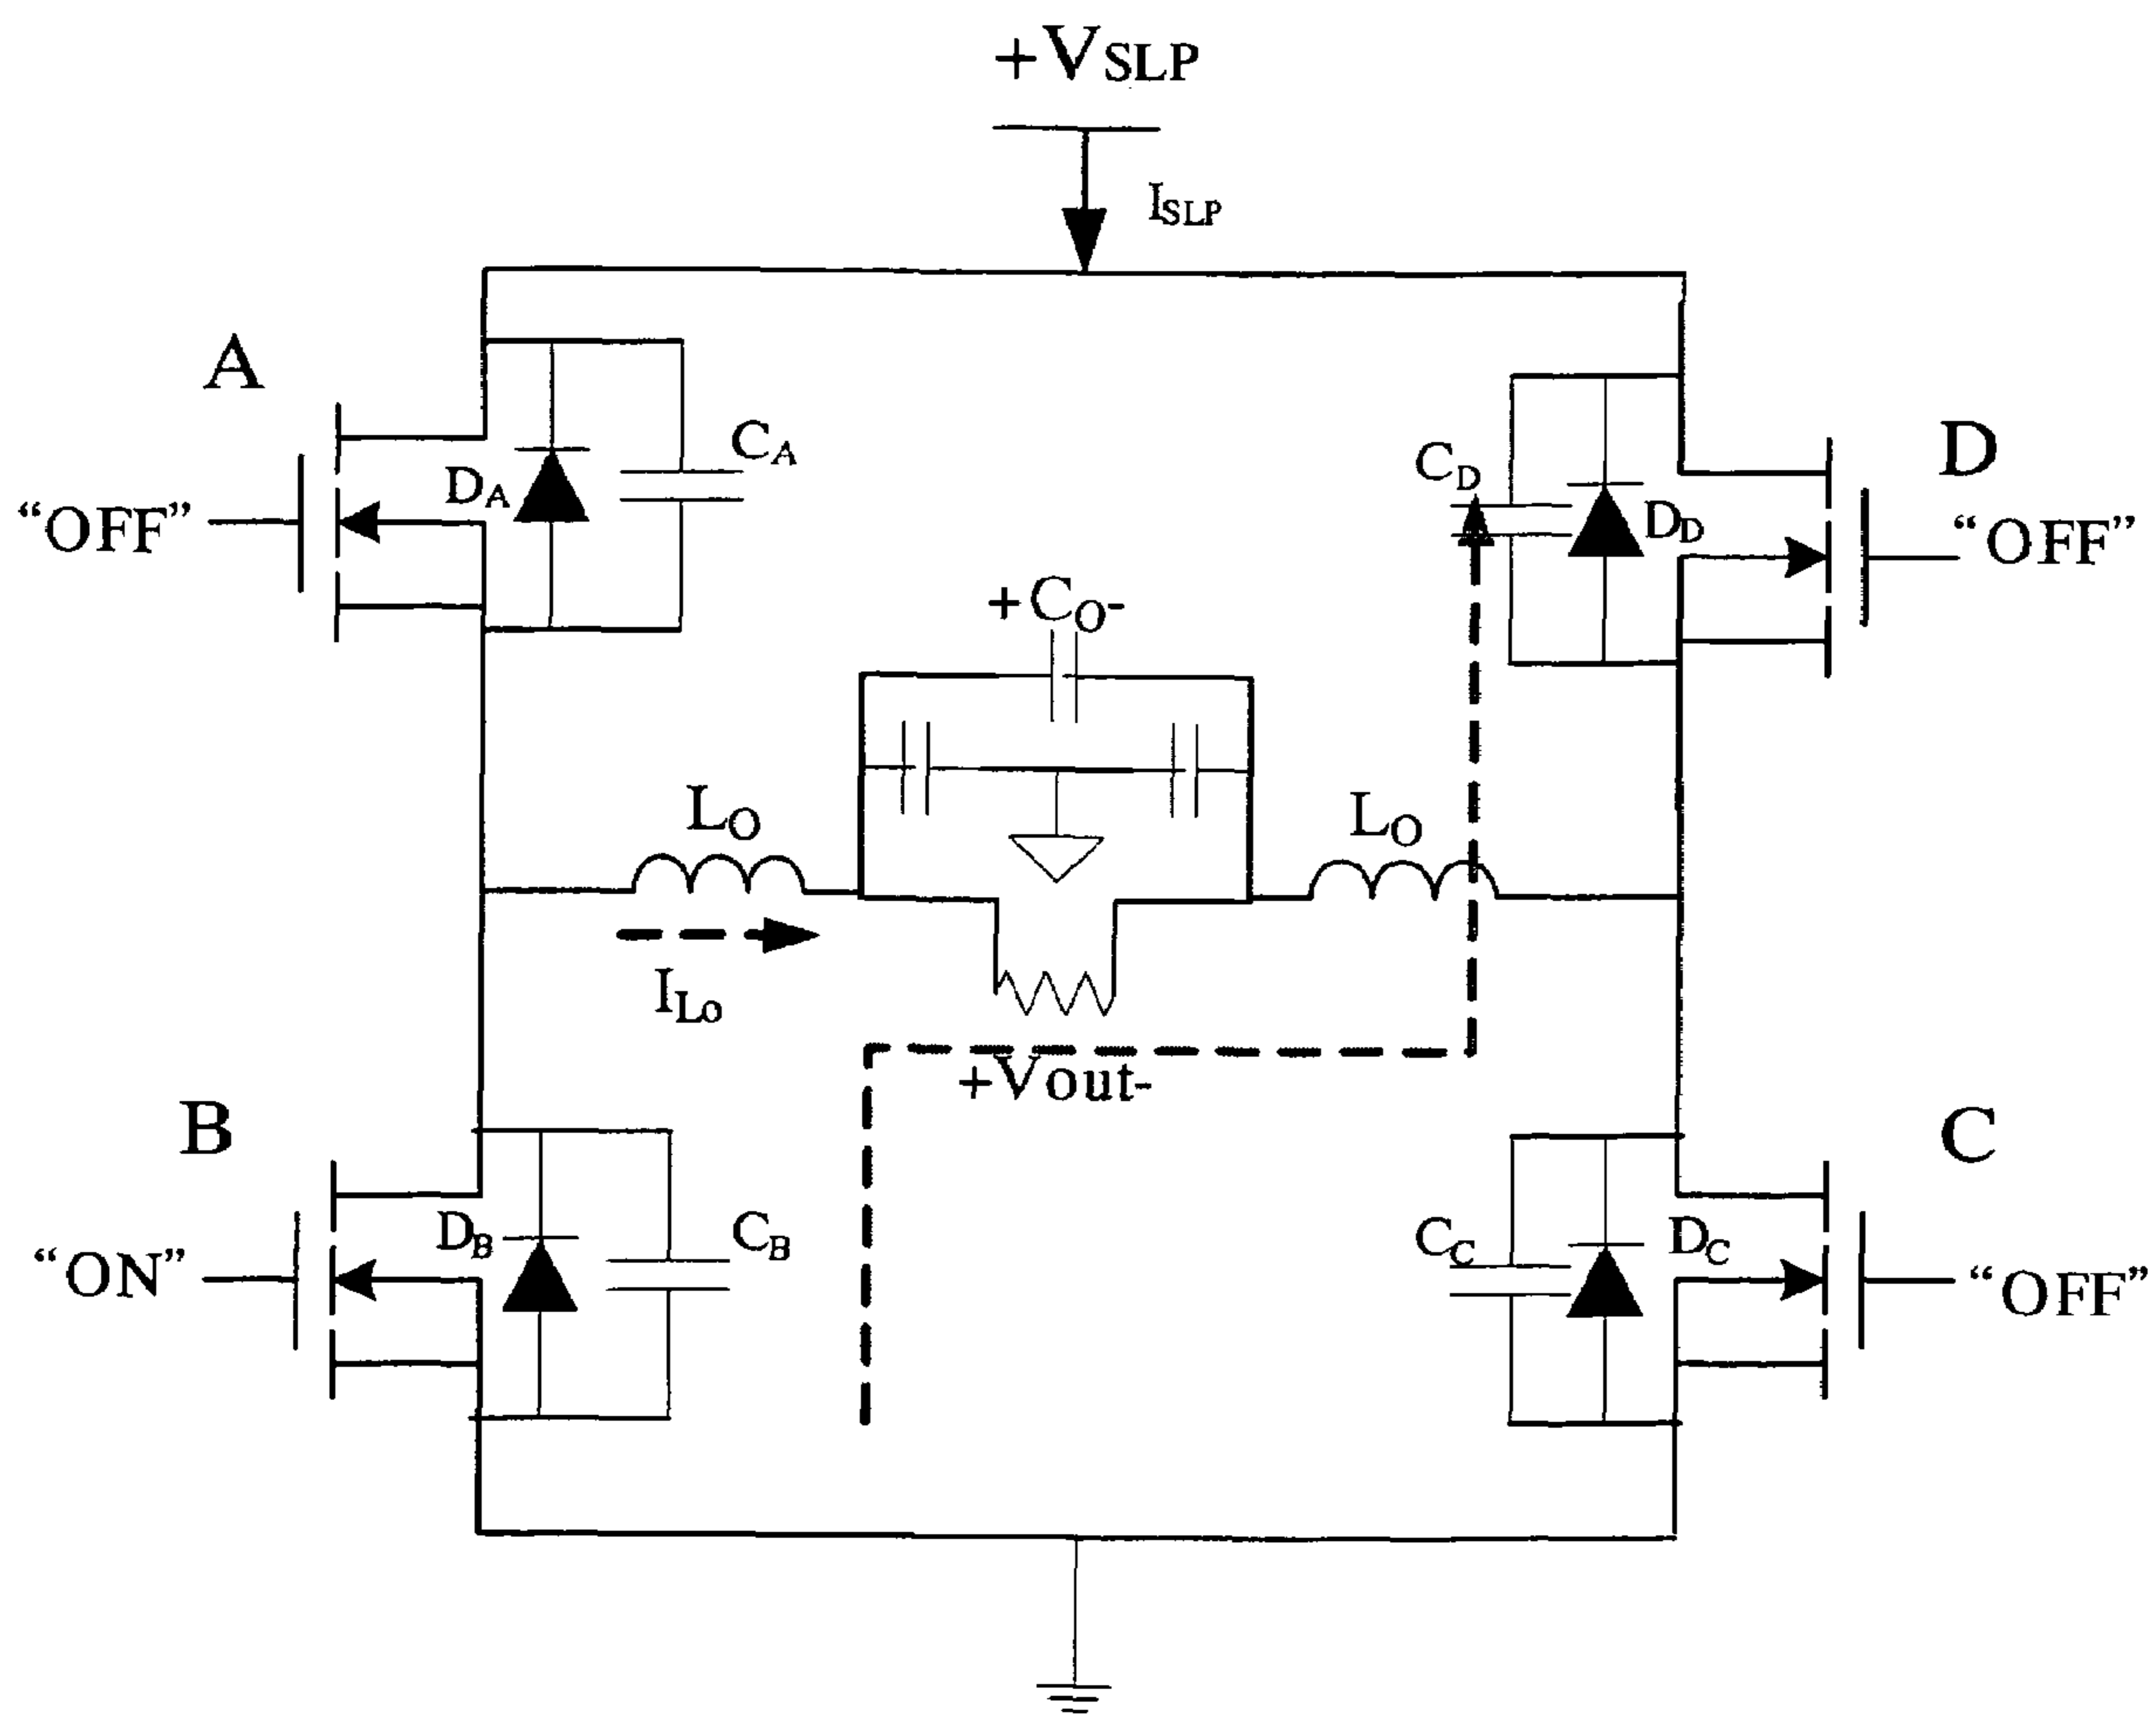 +VSLP
ISLP
A
CA
DA
"OFF"
CD
DD
D
"OFF"
+CO-
LO
LO
ILo
+Vout-
B
DB
CB
"ON"
CC
DC
C
"OFF"